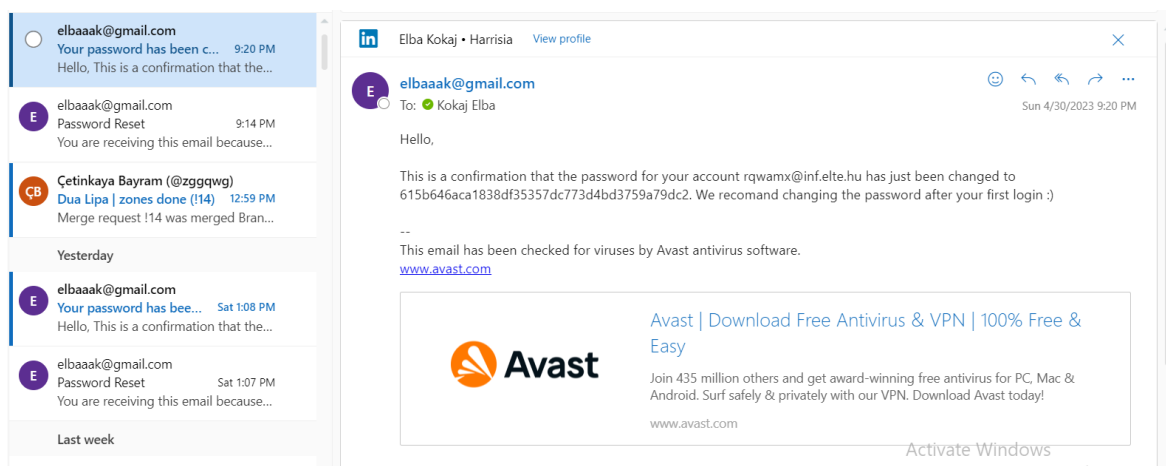 elbaaak@gmail.com
Your password has been c... 9:20 PM
Hello, This is a confirmation that the...
E
elbaaak@gmail.com
Password Reset 9:14 PM
You are receiving this email because...
ÇB
Çetinkaya Bayram (@zggqwg)
Dua Lipa | zones done (!14) 12:59 PM
Merge request !14 was merged Bran...
Yesterday
E
elbaaak@gmail.com
Your password has bee... Sat 1:08 PM
Hello, This is a confirmation that the...
E
elbaaak@gmail.com
Password Reset Sat 1:07 PM
You are receiving this email because...
Last week
in Elba Kokaj • Harrisia View profile
E
elbaaak@gmail.com
To: Kokaj Elba
Sun 4/30/2023 9:20 PM
Hello,
This is a confirmation that the password for your account rqwamx@inf.elte.hu has just been changed to
615b646aca1838df35357dc773d4bd3759a79dc2. We recomand changing the password after your first login :)
--
This email has been checked for viruses by Avast antivirus software.
www.avast.com
Avast
Avast | Download Free Antivirus & VPN | 100% Free &
Easy
Join 435 million others and get award-winning free antivirus for PC, Mac &
Android. Surf safely & privately with our VPN. Download Avast today!
www.avast.com
Activate Windows